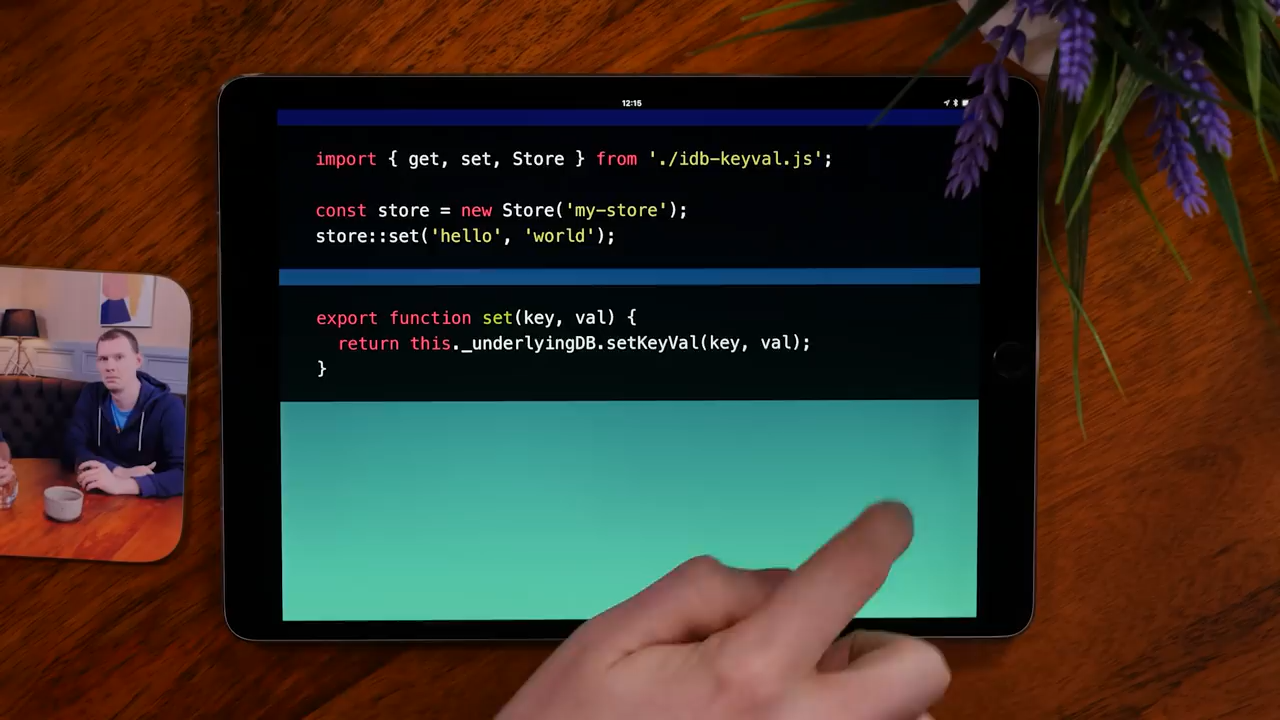 12:15
import { get, set, Store } from './idb-keyval.js';
const store = new Store('my-store');
store::set('hello', 'world');
export function set(key, val) {
  return this._underlyingDB.setKeyVal(key, val);
}